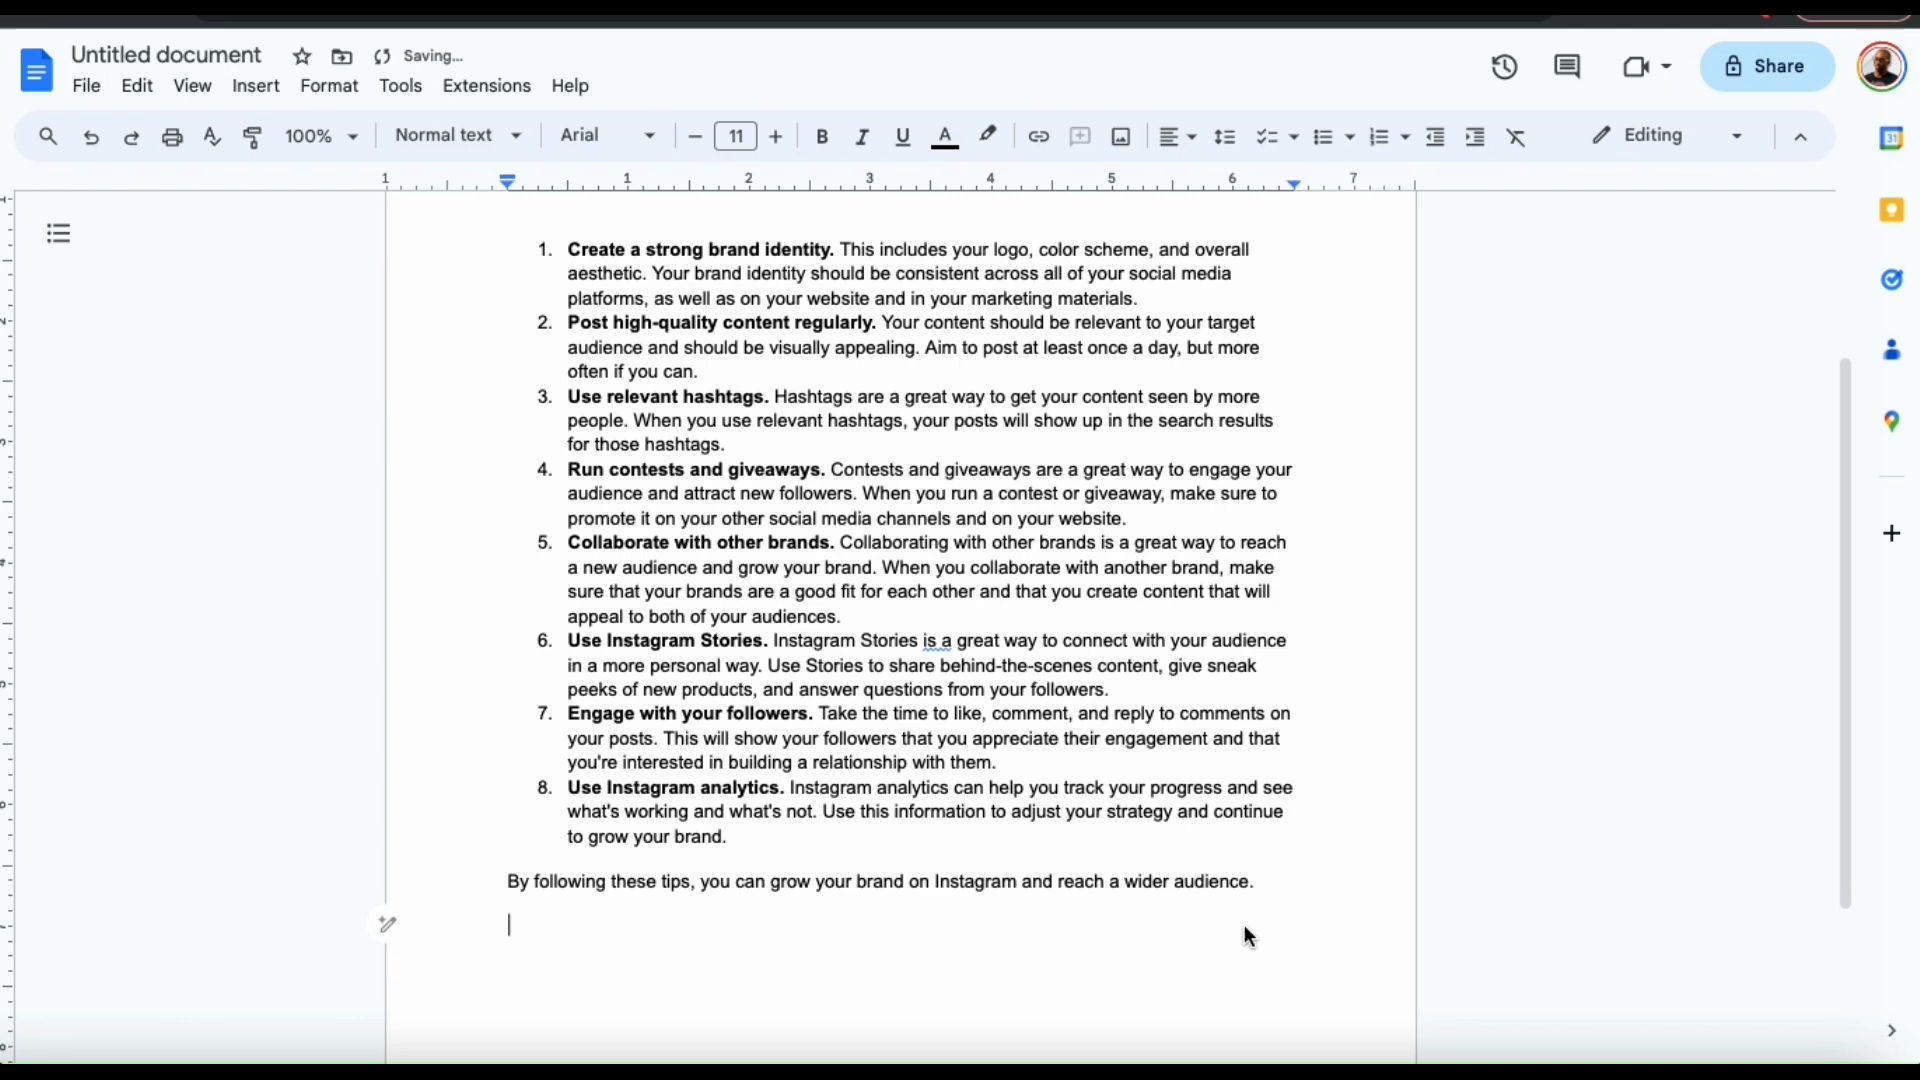 Untitled document Saving...
File Edit View Insert Format Tools Extensions Help
Share
100% Normal text Arial 11 B I U A Editing
31
1 1 2 3 4 5 6 7
1. Create a strong brand identity. This includes your logo, color scheme, and overall
aesthetic. Your brand identity should be consistent across all of your social media
platforms, as well as on your website and in your marketing materials.
2. Post high-quality content regularly. Your content should be relevant to your target
audience and should be visually appealing. Aim to post at least once a day, but more
often if you can.
3. Use relevant hashtags. Hashtags are a great way to get your content seen by more
people. When you use relevant hashtags, your posts will show up in the search results
for those hashtags.
4. Run contests and giveaways. Contests and giveaways are a great way to engage your
audience and attract new followers. When you run a contest or giveaway, make sure to
promote it on your other social media channels and on your website.
5. Collaborate with other brands. Collaborating with other brands is a great way to reach
a new audience and grow your brand. When you collaborate with another brand, make
sure that your brands are a good fit for each other and that you create content that will
appeal to both of your audiences.
6. Use Instagram Stories. Instagram Stories is a great way to connect with your audience
in a more personal way. Use Stories to share behind-the-scenes content, give sneak
peeks of new products, and answer questions from your followers.
7. Engage with your followers. Take the time to like, comment, and reply to comments on
your posts. This will show your followers that you appreciate their engagement and that
you're interested in building a relationship with them.
8. Use Instagram analytics. Instagram analytics can help you track your progress and see
what's working and what's not. Use this information to adjust your strategy and continue
to grow your brand.
By following these tips, you can grow your brand on Instagram and reach a wider audience.